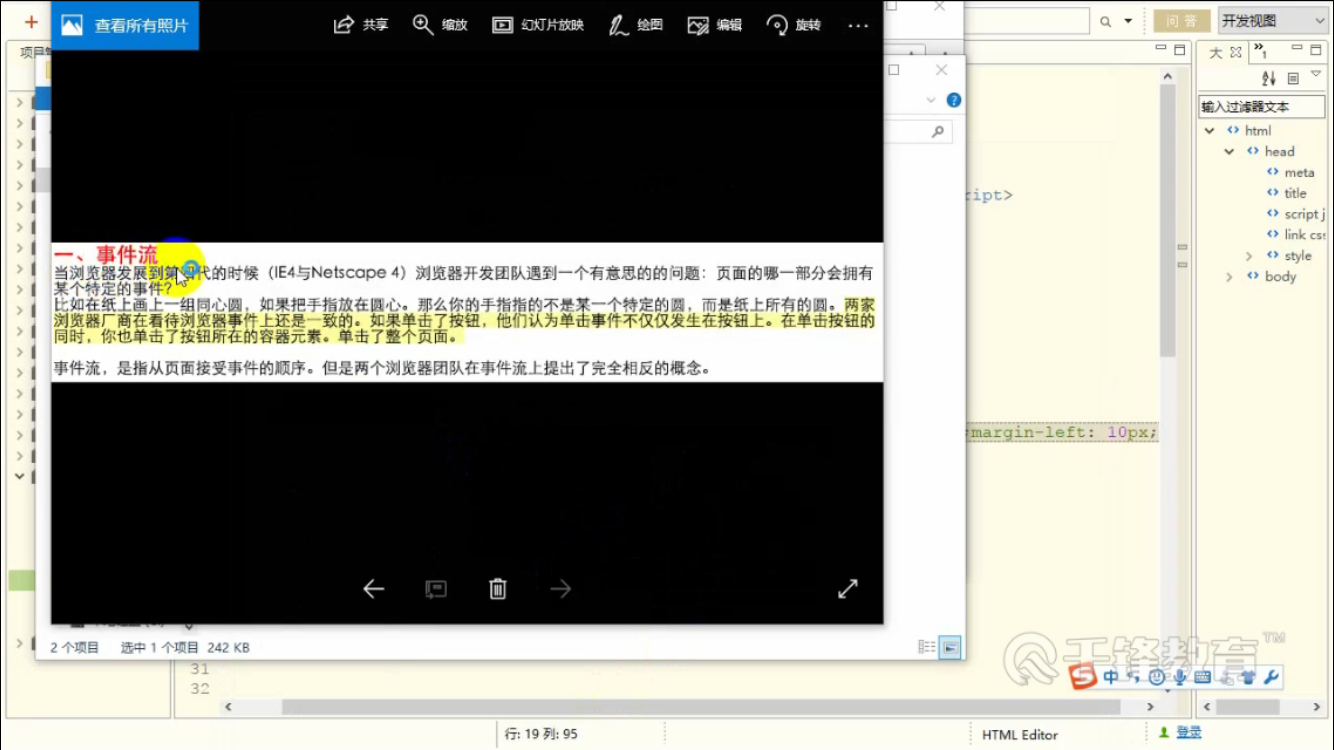 查看所有照片
共享
缩放
幻灯片放映
绘图
编辑
旋转
问答
开发视图
大
1
输入过滤器文本
html
head
meta
title
script j
link css
style
body
ript>
一、事件流
当浏览器发展到第四代的时候（IE4与Netscape 4）浏览器开发团队遇到一个有意思的的问题：页面的哪一部分会拥有
某个特定的事件？
比如在纸上画上一组同心圆，如果把手指放在圆心。那么你的手指指的不是某一个特定的圆，而是纸上所有的圆。两家
浏览器厂商在看待浏览器事件上还是一致的。如果单击了按钮，他们认为单击事件不仅仅发生在按钮上。在单击按钮的
同时，你也单击了按钮所在的容器元素。单击了整个页面。
事件流，是指从页面接受事件的顺序。但是两个浏览器团队在事件流上提出了完全相反的概念。
margin-left: 10px;
2 个项目 选中 1 个项目 242 KB
31
32
千锋教育™
中
行: 19 列: 95
HTML Editor
登录